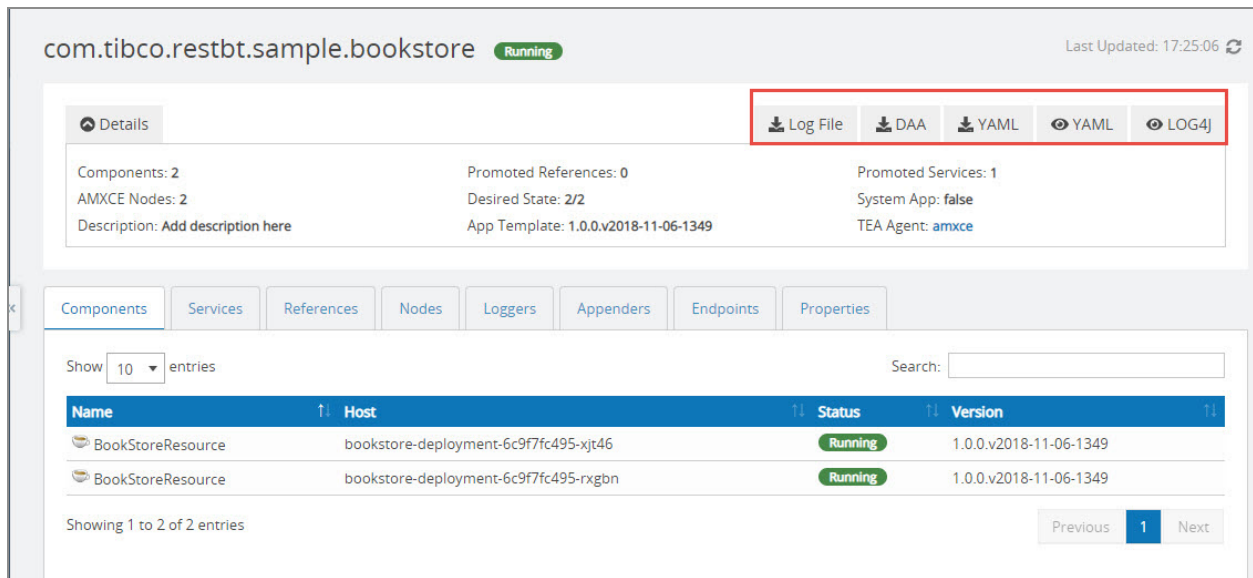 com.tibco.restbt.sample.bookstore Running Last Updated: 17:25:06
Details Log File DAA YAML YAML LOG4J
Components: 2 Promoted References: 0 Promoted Services: 1
AMXCE Nodes: 2 Desired State: 2/2 System App: false
Description: Add description here App Template: 1.0.0.v2018-11-06-1349 TEA Agent: amxce
Components Services References Nodes Loggers Appenders Endpoints Properties
Show 10 entries Search:
Name Host Status Version
BookStoreResource bookstore-deployment-6c9f7fc495-xjt46 Running 1.0.0.v2018-11-06-1349
BookStoreResource bookstore-deployment-6c9f7fc495-rxgbn Running 1.0.0.v2018-11-06-1349
Showing 1 to 2 of 2 entries Previous 1 Next